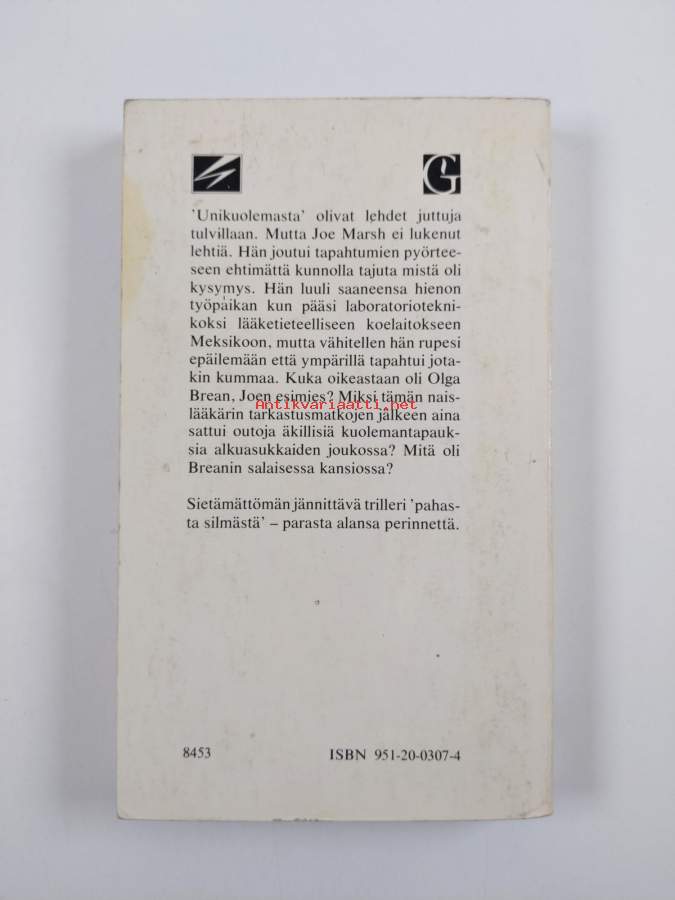 G
'Unikuolemasta' olivat lehdet juttuja
tulvillaan. Mutta Joe Marsh ei lukenut
lehtiä. Hän joutui tapahtumien pyörtee-
seen ehtimättä kunnolla tajuta mistä oli
kysymys. Hän luuli saaneensa hienon
työpaikan kun pääsi laboratoriotekni-
koksi lääketieteelliseen koelaitokseen
Meksikoon, mutta vähitellen hän rupesi
epäilemään että ympärillä tapahtui jota-
kin kummaa. Kuka oikeastaan oli Olga
Brean, Joen esimies? Miksi tämän nais-
Antikvariaatti.net
lääkärin tarkastusmatkojen jälkeen aina
sattui outoja äkillisiä kuolemantapauk-
sia alkuasukkaiden joukossa? Mitä oli
Breanin salaisessa kansiossa?
Sietämättömän jännittävä trilleri 'pahas-
ta silmästä' – parasta alansa perinnettä.
8453 ISBN 951-20-0307-4